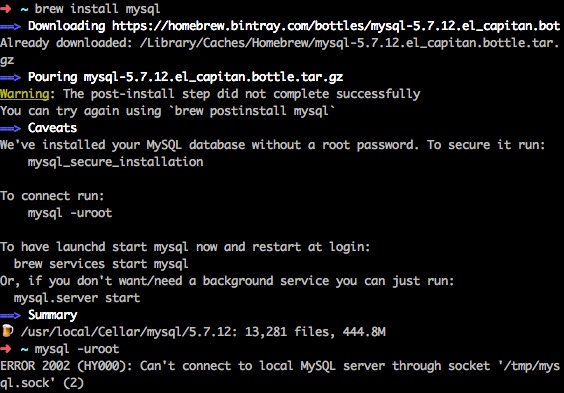 ➜ ~ brew install mysql
==> Downloading https://homebrew.bintray.com/bottles/mysql-5.7.12.el_capitan.bot
Already downloaded: /Library/Caches/Homebrew/mysql-5.7.12.el_capitan.bottle.tar.
gz
==> Pouring mysql-5.7.12.el_capitan.bottle.tar.gz
Warning: The post-install step did not complete successfully
You can try again using `brew postinstall mysql`
==> Caveats
We've installed your MySQL database without a root password. To secure it run:
    mysql_secure_installation

To connect run:
    mysql -uroot

To have launchd start mysql now and restart at login:
  brew services start mysql
Or, if you don't want/need a background service you can just run:
  mysql.server start
==> Summary
🍺 /usr/local/Cellar/mysql/5.7.12: 13,281 files, 444.8M
➜ ~ mysql -uroot
ERROR 2002 (HY000): Can't connect to local MySQL server through socket '/tmp/mys
ql.sock' (2)